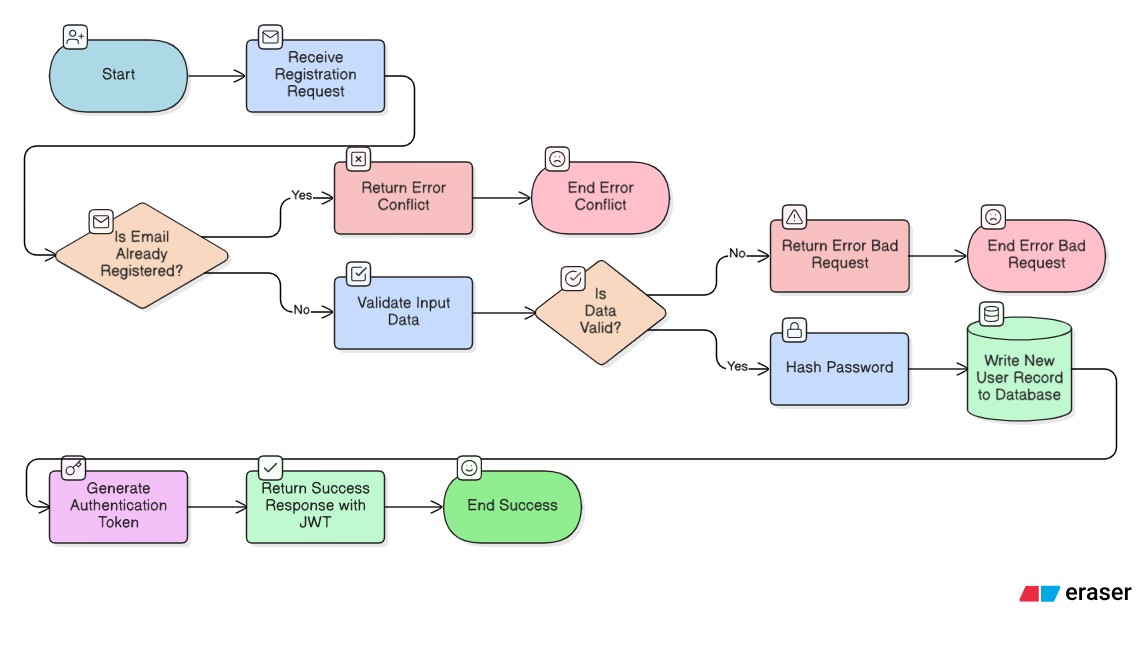 Start
Receive
Registration
Request
Is Email
Already
Registered?
Yes
Return Error
Conflict
End Error
Conflict
No
Validate Input
Data
Is
Data
Valid?
No
Return Error Bad
Request
End Error Bad
Request
Yes
Hash Password
Write New
User Record
to Database
Generate
Authentication
Token
Return Success
Response with
JWT
End Success
eraser